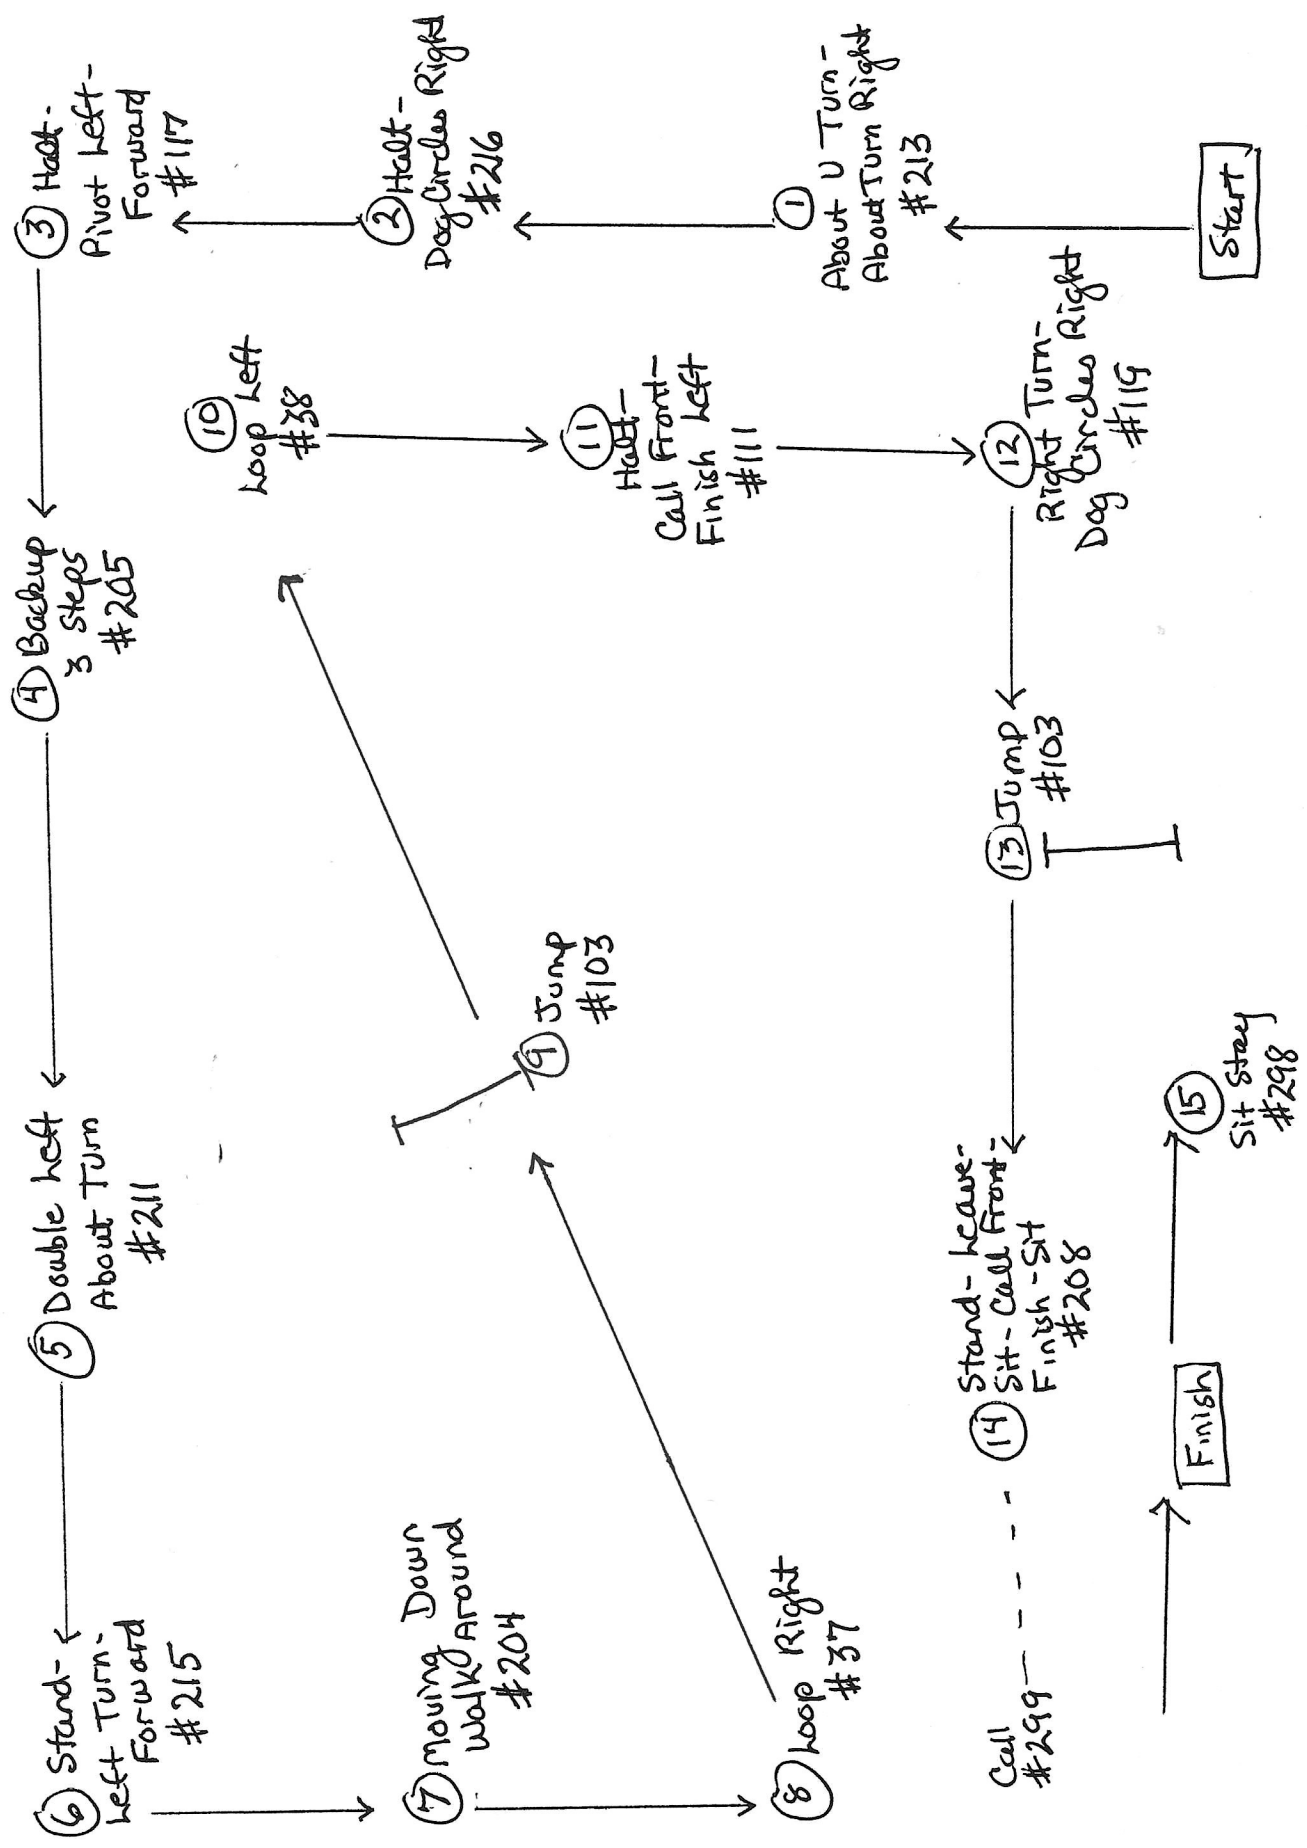 Start
1
About U Turn-
About Turn Right
#213
2 Halt-
Dog Circles Right
#216
3 Halt-
Pivot Left-
Forward
#117
4 Backup
3 steps
#205
5 Double Left
About Turn
#211
6 Stand-
Left Turn-
Forward
#215
7 Moving Down
Walk Around
#204
8 Loop Right
#37
9 Jump
#103
10
Loop Left
#38
11
Halt-
Call Front-
Finish Left
#111
12
Right Turn-
Dog Circles Right
#119
13 Jump
#103
14 Stand-Leave-
Sit-Call Front-
Finish-Sit
#208
Call
#299
Finish
15
Sit Stay
#298